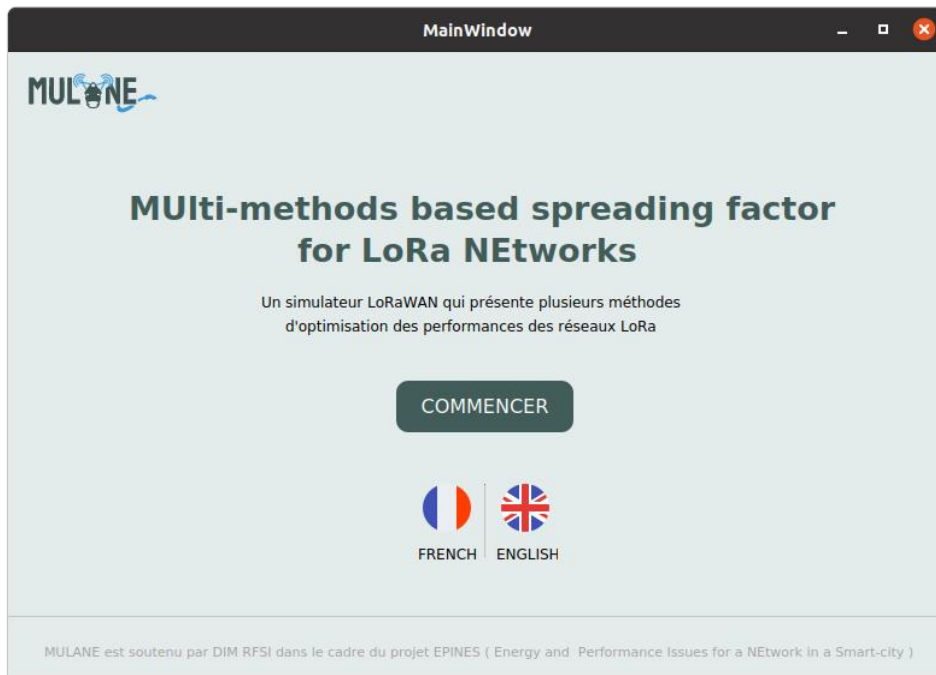 MainWindow
MULANE
MUlti-methods based spreading factor
for LoRa NEtworks
Un simulateur LoRaWAN qui présente plusieurs méthodes
d'optimisation des performances des réseaux LoRa
COMMENCER
FRENCH ENGLISH
MULANE est soutenu par DIM RFSI dans le cadre du projet EPINES ( Energy and  Performance Issues for a NEtwork in a Smart-city )